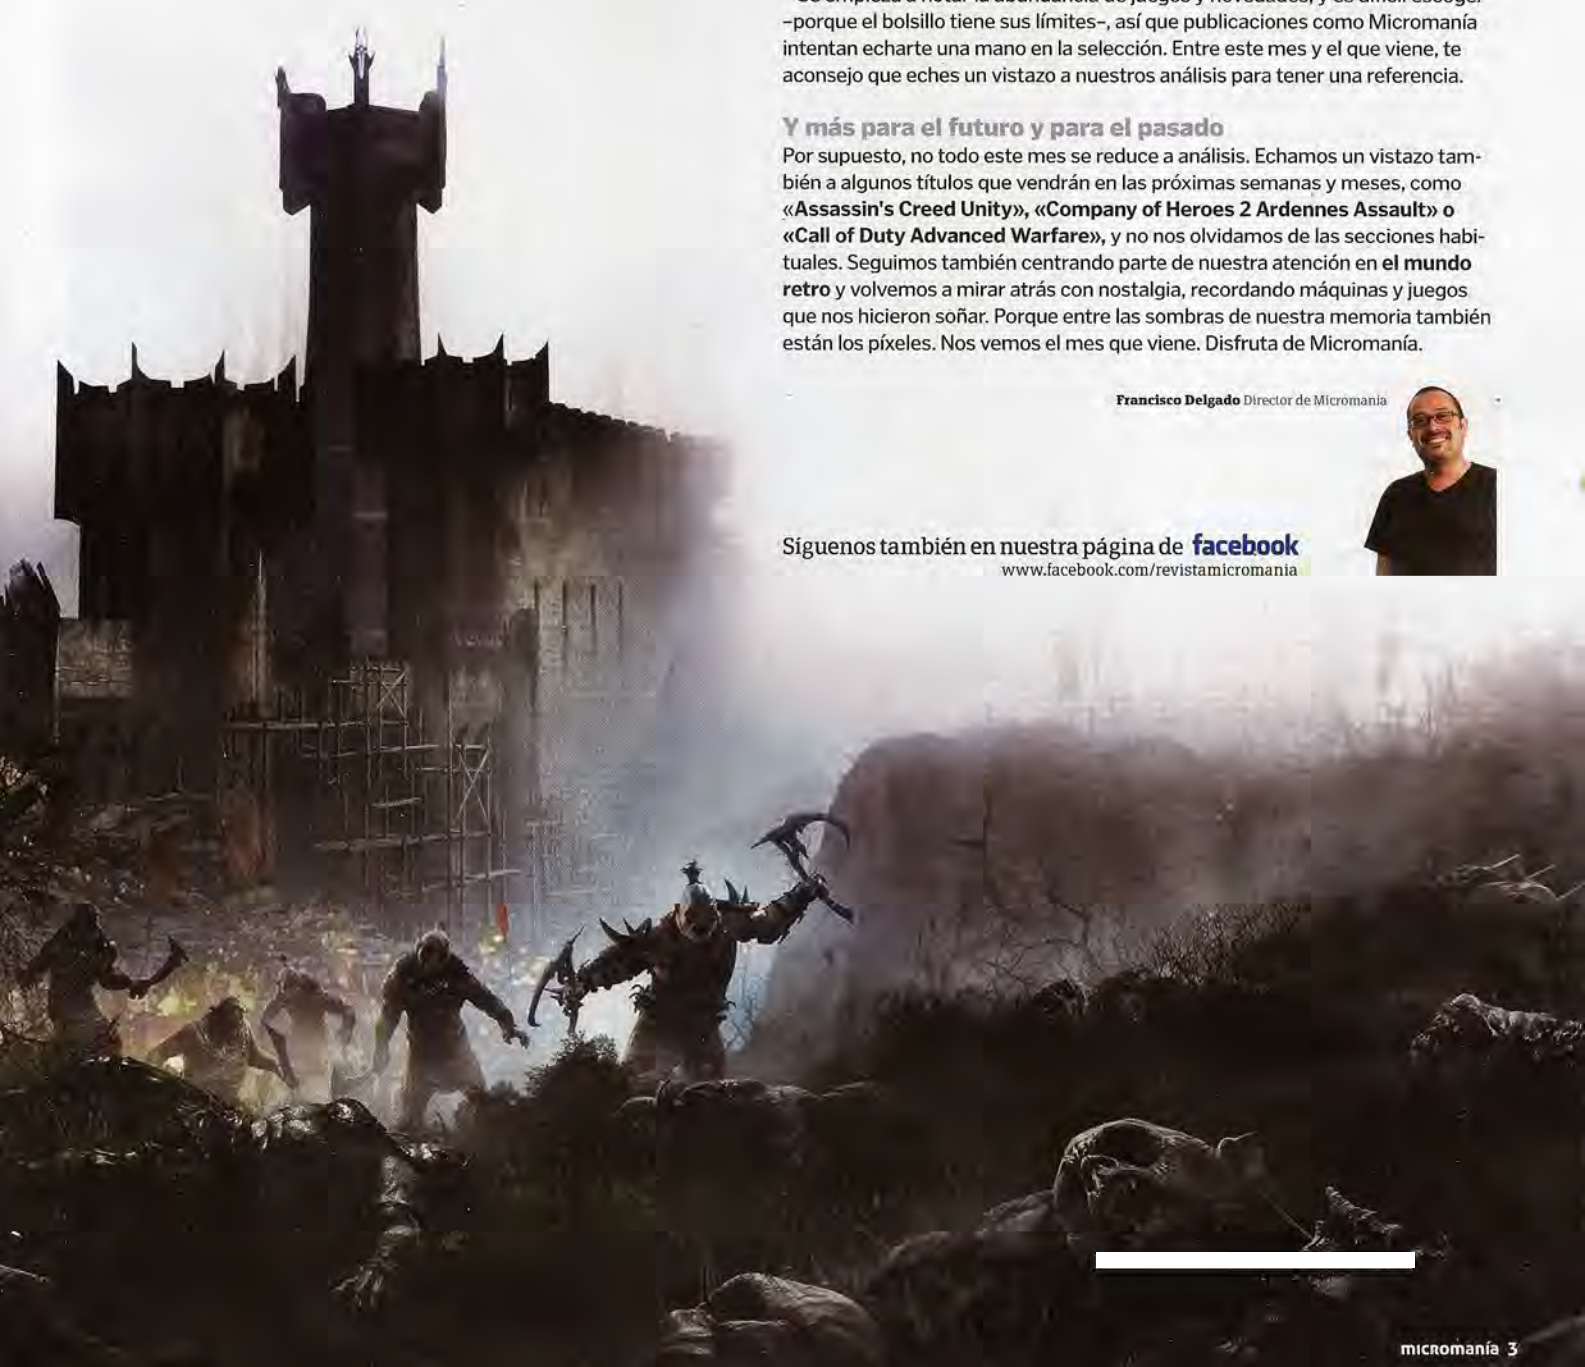 –porque el bolsillo tiene sus límites–, así que publicaciones como Micromanía
intentan echarte una mano en la selección. Entre este mes y el que viene, te
aconsejo que eches un vistazo a nuestros análisis para tener una referencia.
Y más para el futuro y para el pasado
Por supuesto, no todo este mes se reduce a análisis. Echamos un vistazo tam-
bién a algunos títulos que vendrán en las próximas semanas y meses, como
«Assassin's Creed Unity», «Company of Heroes 2 Ardennes Assault» o
«Call of Duty Advanced Warfare», y no nos olvidamos de las secciones habi-
tuales. Seguimos también centrando parte de nuestra atención en el mundo
retro y volvemos a mirar atrás con nostalgia, recordando máquinas y juegos
que nos hicieron soñar. Porque entre las sombras de nuestra memoria también
están los píxeles. Nos vemos el mes que viene. Disfruta de Micromanía.
Francisco Delgado Director de Micromanía
Síguenos también en nuestra página de facebook
www.facebook.com/revistamicromania
micromanía 3